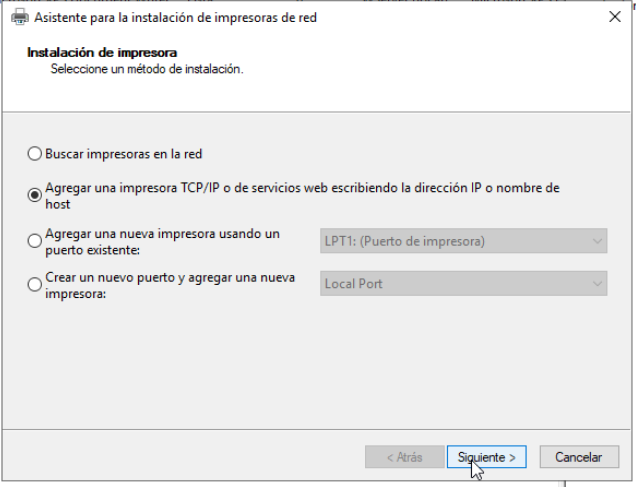 Asistente para la instalación de impresoras de red
Instalación de impresora
Seleccione un método de instalación.
Buscar impresoras en la red
Agregar una impresora TCP/IP o de servicios web escribiendo la dirección IP o nombre de
host
Agregar una nueva impresora usando un
puerto existente:
LPT1: (Puerto de impresora)
Crear un nuevo puerto y agregar una nueva
impresora:
Local Port
< Atrás
Siguiente >
Cancelar